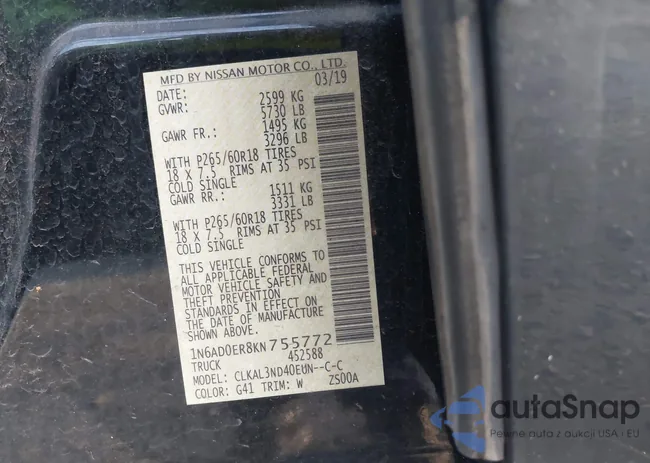 MFD BY NISSAN MOTOR CO., LTD.
DATE: 03/19
GVWR: 2599 KG
5730 LB
GAWR FR.: 1495 KG
3296 LB
WITH P265/60R18 TIRES
18 X 7.5 RIMS AT 35 PSI
COLD SINGLE
GAWR RR.: 1511 KG
3331 LB
WITH P265/60R18 TIRES
18 X 7.5 RIMS AT 35 PSI
COLD SINGLE
THIS VEHICLE CONFORMS TO
ALL APPLICABLE FEDERAL
MOTOR VEHICLE SAFETY AND
THEFT PREVENTION
STANDARDS IN EFFECT ON
THE DATE OF MANUFACTURE
SHOWN ABOVE.
1N6AD0ER8KN755772
TRUCK 452588
MODEL: CLKAL3ND40EUN--C-C
COLOR: G41 TRIM: W ZS00A
autaSnap
Pewne auta z aukcji USA i EU